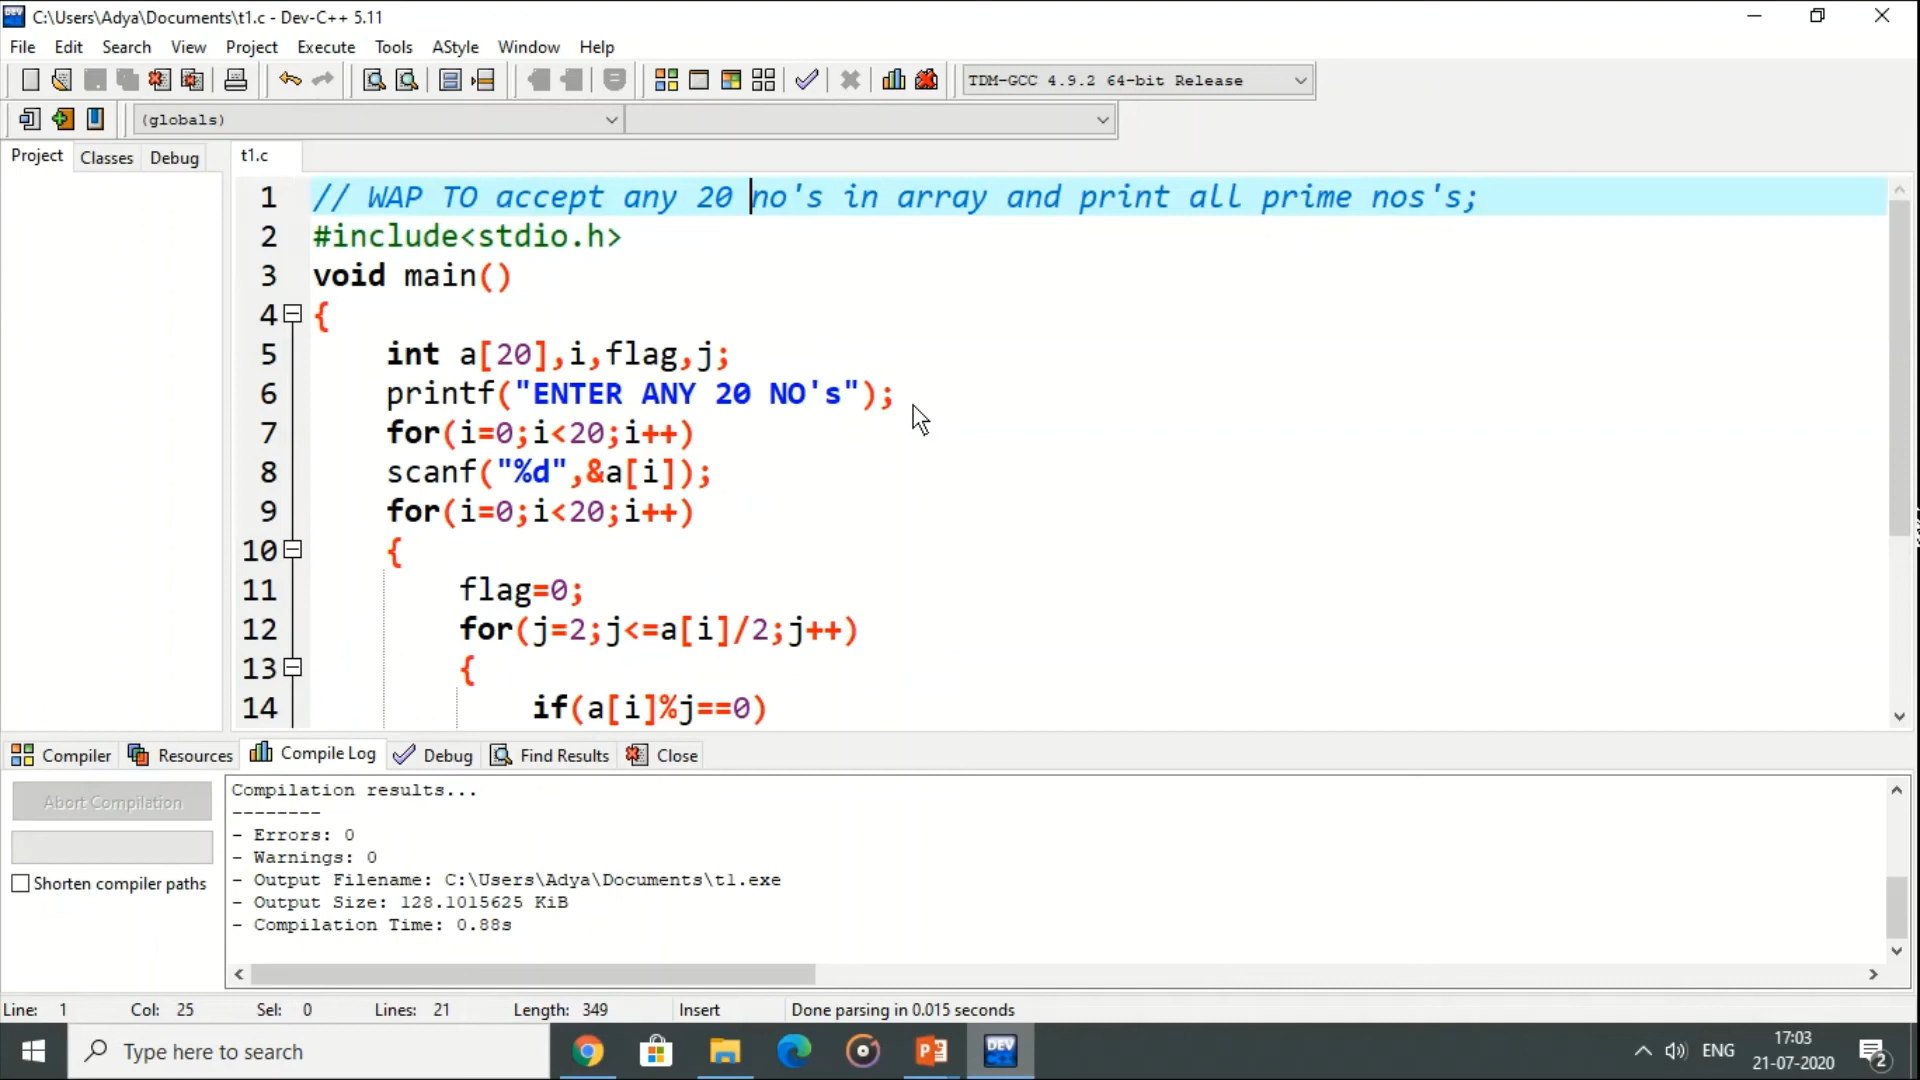 C:\Users\Adya\Documents\t1.c - Dev-C++ 5.11
File Edit Search View Project Execute Tools AStyle Window Help
TDM-GCC 4.9.2 64-bit Release
(globals)
Project Classes Debug t1.c
1 // WAP TO accept any 20 no's in array and print all prime nos's;
2 #include<stdio.h>
3 void main()
4 {
5 int a[20],i,flag,j;
6 printf("ENTER ANY 20 NO's");
7 for(i=0;i<20;i++)
8 scanf("%d",&a[i]);
9 for(i=0;i<20;i++)
10 {
11 flag=0;
12 for(j=2;j<=a[i]/2;j++)
13 {
14 if(a[i]%j==0)
Compiler Resources Compile Log Debug Find Results Close
Abort Compilation
Shorten compiler paths
Compilation results...
--------
- Errors: 0
- Warnings: 0
- Output Filename: C:\Users\Adya\Documents\t1.exe
- Output Size: 128.1015625 KiB
- Compilation Time: 0.88s
Line: 1 Col: 25 Sel: 0 Lines: 21 Length: 349 Insert Done parsing in 0.015 seconds
Type here to search
DEV
ENG
17:03
21-07-2020
2